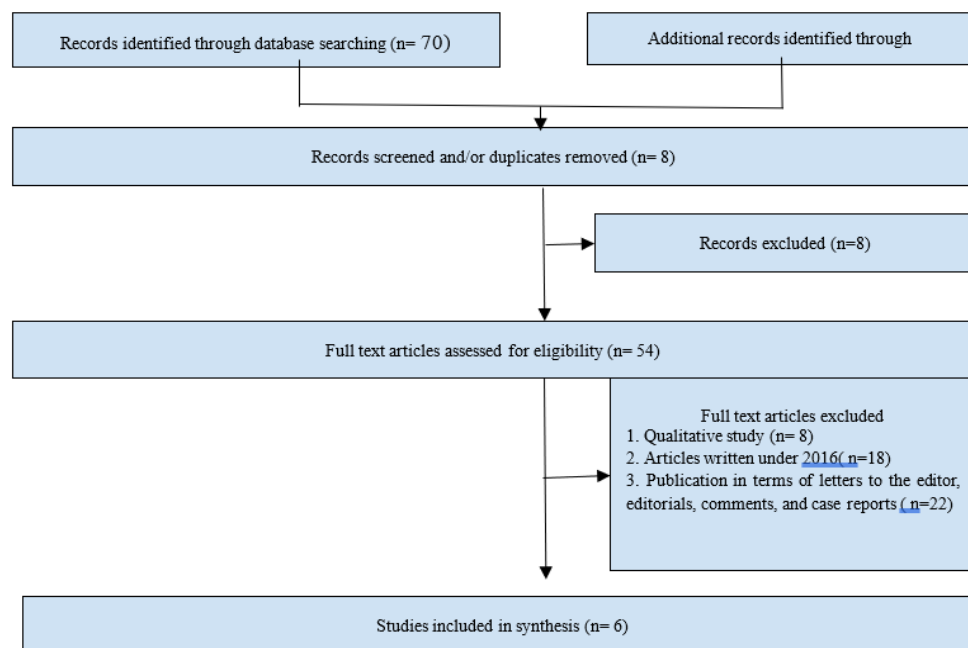 Records identified through database searching (n= 70)
Additional records identified through
Records screened and/or duplicates removed (n= 8)
Records excluded (n=8)
Full text articles assessed for eligibility (n= 54)
Full text articles excluded
1. Qualitative study (n= 8)
2. Articles written under 2016( n=18)
3. Publication in terms of letters to the editor,
editorials, comments, and case reports ( n=22)
Studies included in synthesis (n= 6)